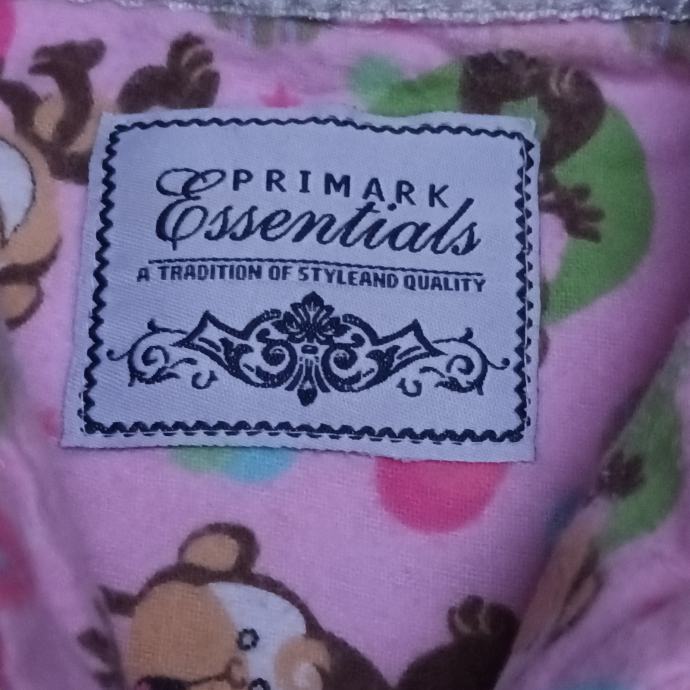 PRIMARK
Essentials
A TRADITION OF STYLEAND QUALITY